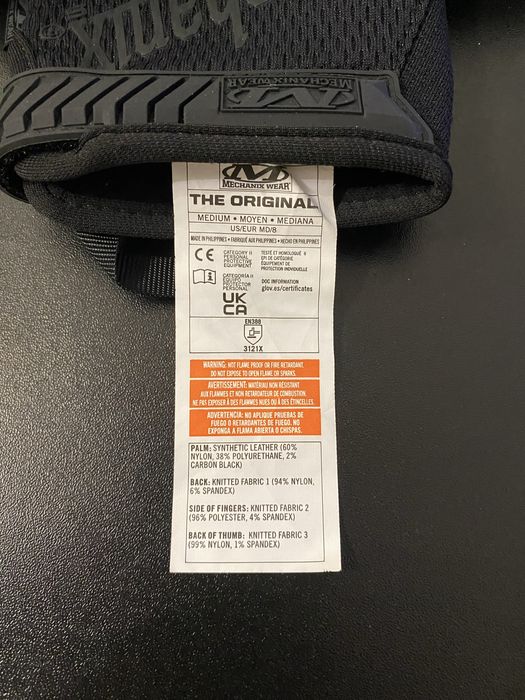 Mechanix
MECHANIX WEAR
MECHANIX WEAR
THE ORIGINAL
MEDIUM • MOYEN • MEDIANA
US/EUR MD/8
MADE IN PHILIPPINES • FABRIQUÉ AUX PHILIPPINES • HECHO EN PHILIPPINES
CE
CATEGORY II
PERSONAL
PROTECTIVE
EQUIPMENT
TESTÉ ET HOMOLOGUÉ
EPI DE CATÉGORIE
ÉQUIPEMENT DE
PROTECTION INDIVIDUELLE
i
CATEGORÍA II
EQUIPO
PROTECTOR
PERSONAL
DOC INFORMATION
glov.es/certificates
UK
CA
EN388
3121X
WARNING: NOT FLAME PROOF OR FIRE RETARDANT.
DO NOT EXPOSE TO OPEN FLAME OR SPARKS.
AVERTISSEMENT: MATÉRIAU NON RÉSISTANT
AUX FLAMMES ET NON RETARDATEUR DE COMBUSTION.
NE PAS EXPOSER À DES FLAMMES NUES OU À DES ÉTINCELLES.
ADVERTENCIA: NO APLIQUE PRUEBAS DE
FUEGO O RETARDANTES DE FUEGO. NO
EXPONGA A FLAMA ABIERTA O CHISPAS.
PALM: SYNTHETIC LEATHER (60%
NYLON, 38% POLYURETHANE, 2%
CARBON BLACK)
BACK: KNITTED FABRIC 1 (94% NYLON,
6% SPANDEX)
SIDE OF FINGERS: KNITTED FABRIC 2
(96% POLYESTER, 4% SPANDEX)
BACK OF THUMB: KNITTED FABRIC 3
(99% NYLON, 1% SPANDEX)